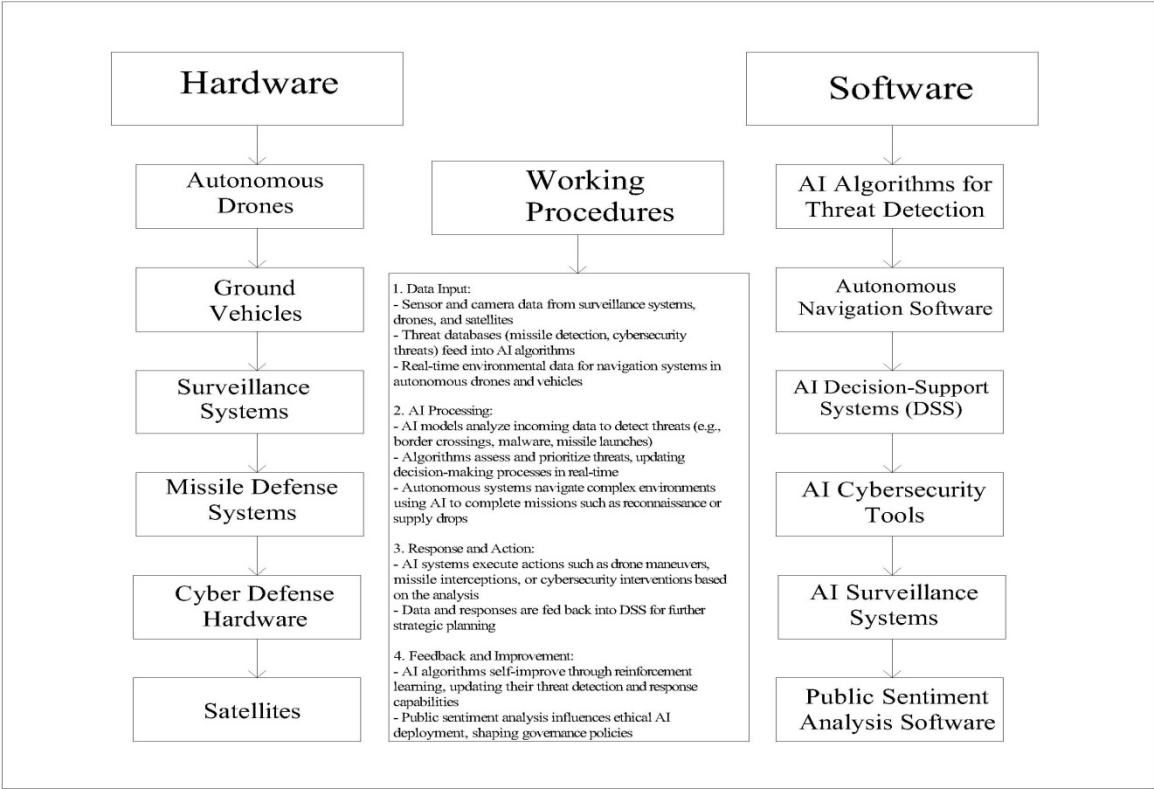 Hardware
Autonomous
Drones
Ground
Vehicles
Surveillance
Systems
Missile Defense
Systems
Cyber Defense
Hardware
Satellites
Working
Procedures
1. Data Input:
- Sensor and camera data from surveillance systems,
drones, and satellites
- Threat databases (missile detection, cybersecurity
threats) feed into AI algorithms
- Real-time environmental data for navigation systems in
autonomous drones and vehicles
2. AI Processing:
- AI models analyze incoming data to detect threats (e.g.,
border crossings, malware, missile launches)
- Algorithms assess and prioritize threats, updating
decision-making processes in real-time
- Autonomous systems navigate complex environments
using AI to complete missions such as reconnaissance or
supply drops
3. Response and Action:
- AI systems execute actions such as drone maneuvers,
missile interceptions, or cybersecurity interventions based
on the analysis
- Data and responses are fed back into DSS for further
strategic planning
4. Feedback and Improvement:
- AI algorithms self-improve through reinforcement
learning, updating their threat detection and response
capabilities
- Public sentiment analysis influences ethical AI
deployment, shaping governance policies
Software
AI Algorithms for
Threat Detection
Autonomous
Navigation Software
AI Decision-Support
Systems (DSS)
AI Cybersecurity
Tools
AI Surveillance
Systems
Public Sentiment
Analysis Software